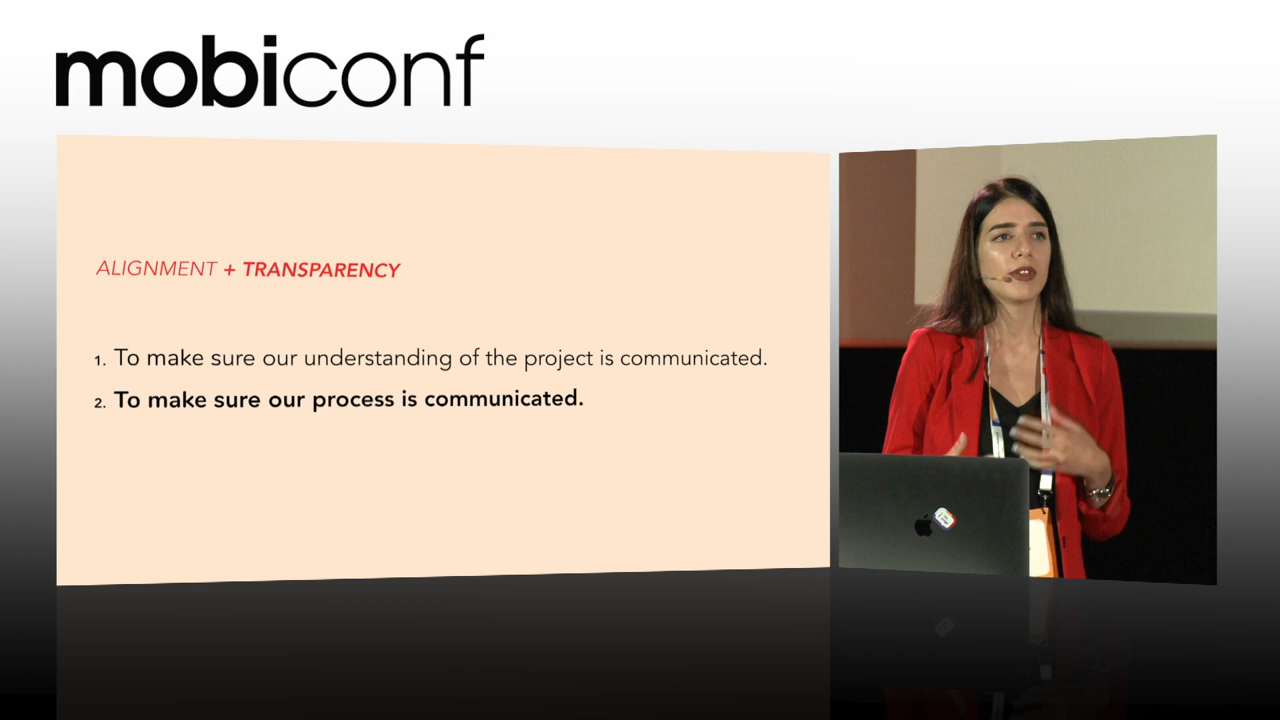 mobiconf
ALIGNMENT + TRANSPARENCY
1. To make sure our understanding of the project is communicated.
2. To make sure our process is communicated.